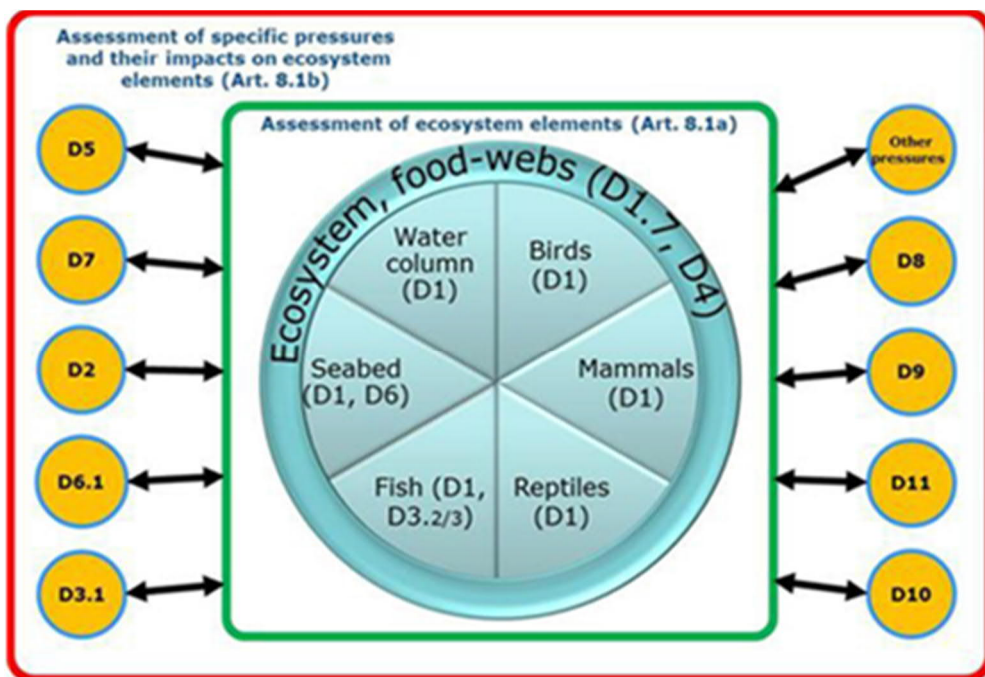 Assessment of specific pressures
and their impacts on ecosystem
elements (Art. 8.1b)
Assessment of ecosystem elements (Art. 8.1a)
Ecosystem, food-webs (D1.7, D4)
Water
column
(D1)
Birds
(D1)
Seabed
(D1, D6)
Mammals
(D1)
Fish (D1,
D3.2/3)
Reptiles
(D1)
D5
D7
D2
D6.1
D3.1
Other
pressures
D8
D9
D11
D10